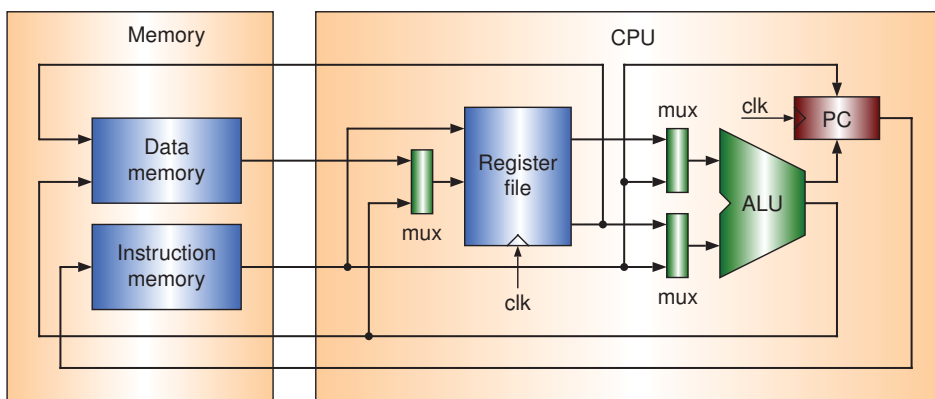 Memory
CPU
Data
memory
Instruction
memory
mux
Register
file
clk
mux
mux
ALU
clk
PC